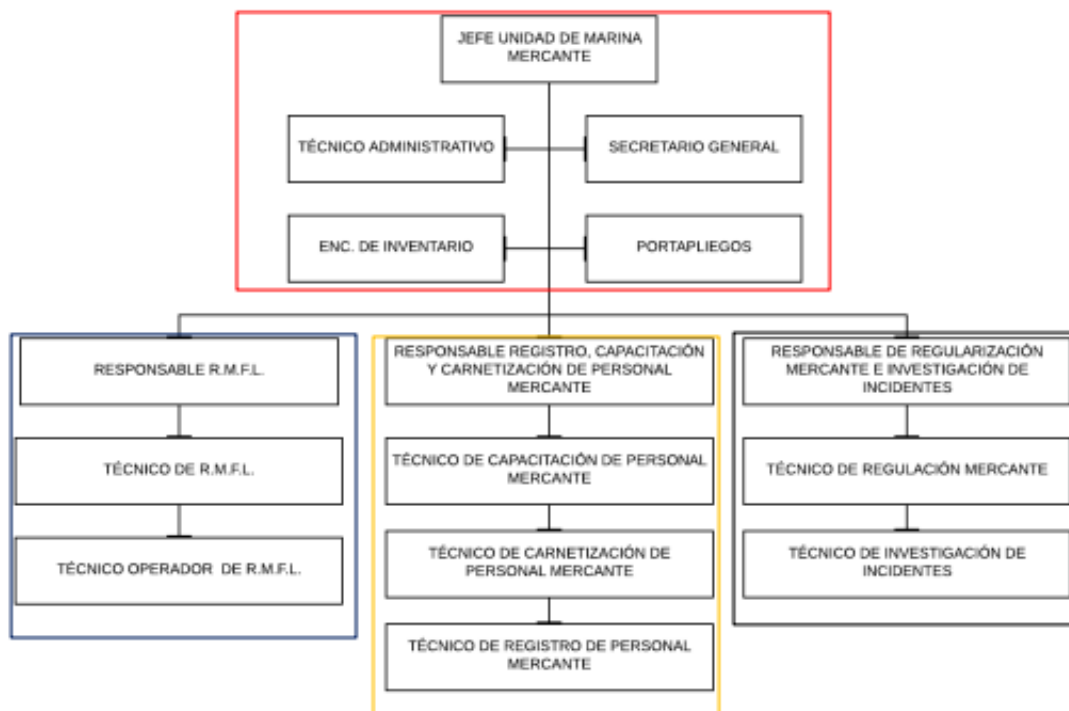 JEFE UNIDAD DE MARINA
MERCANTE
TÉCNICO ADMINISTRATIVO
SECRETARIO GENERAL
ENC. DE INVENTARIO
PORTAPLIEGOS
RESPONSABLE R.M.F.L.
TÉCNICO DE R.M.F.L.
TÉCNICO OPERADOR DE R.M.F.L.
RESPONSABLE REGISTRO, CAPACITACIÓN
Y CARNETIZACIÓN DE PERSONAL
MERCANTE
TÉCNICO DE CAPACITACIÓN DE PERSONAL
MERCANTE
TÉCNICO DE CARNETIZACIÓN DE
PERSONAL MERCANTE
TÉCNICO DE REGISTRO DE PERSONAL
MERCANTE
RESPONSABLE DE REGULARIZACIÓN
MERCANTE E INVESTIGACIÓN DE
INCIDENTES
TÉCNICO DE REGULACIÓN MERCANTE
TÉCNICO DE INVESTIGACIÓN DE
INCIDENTES